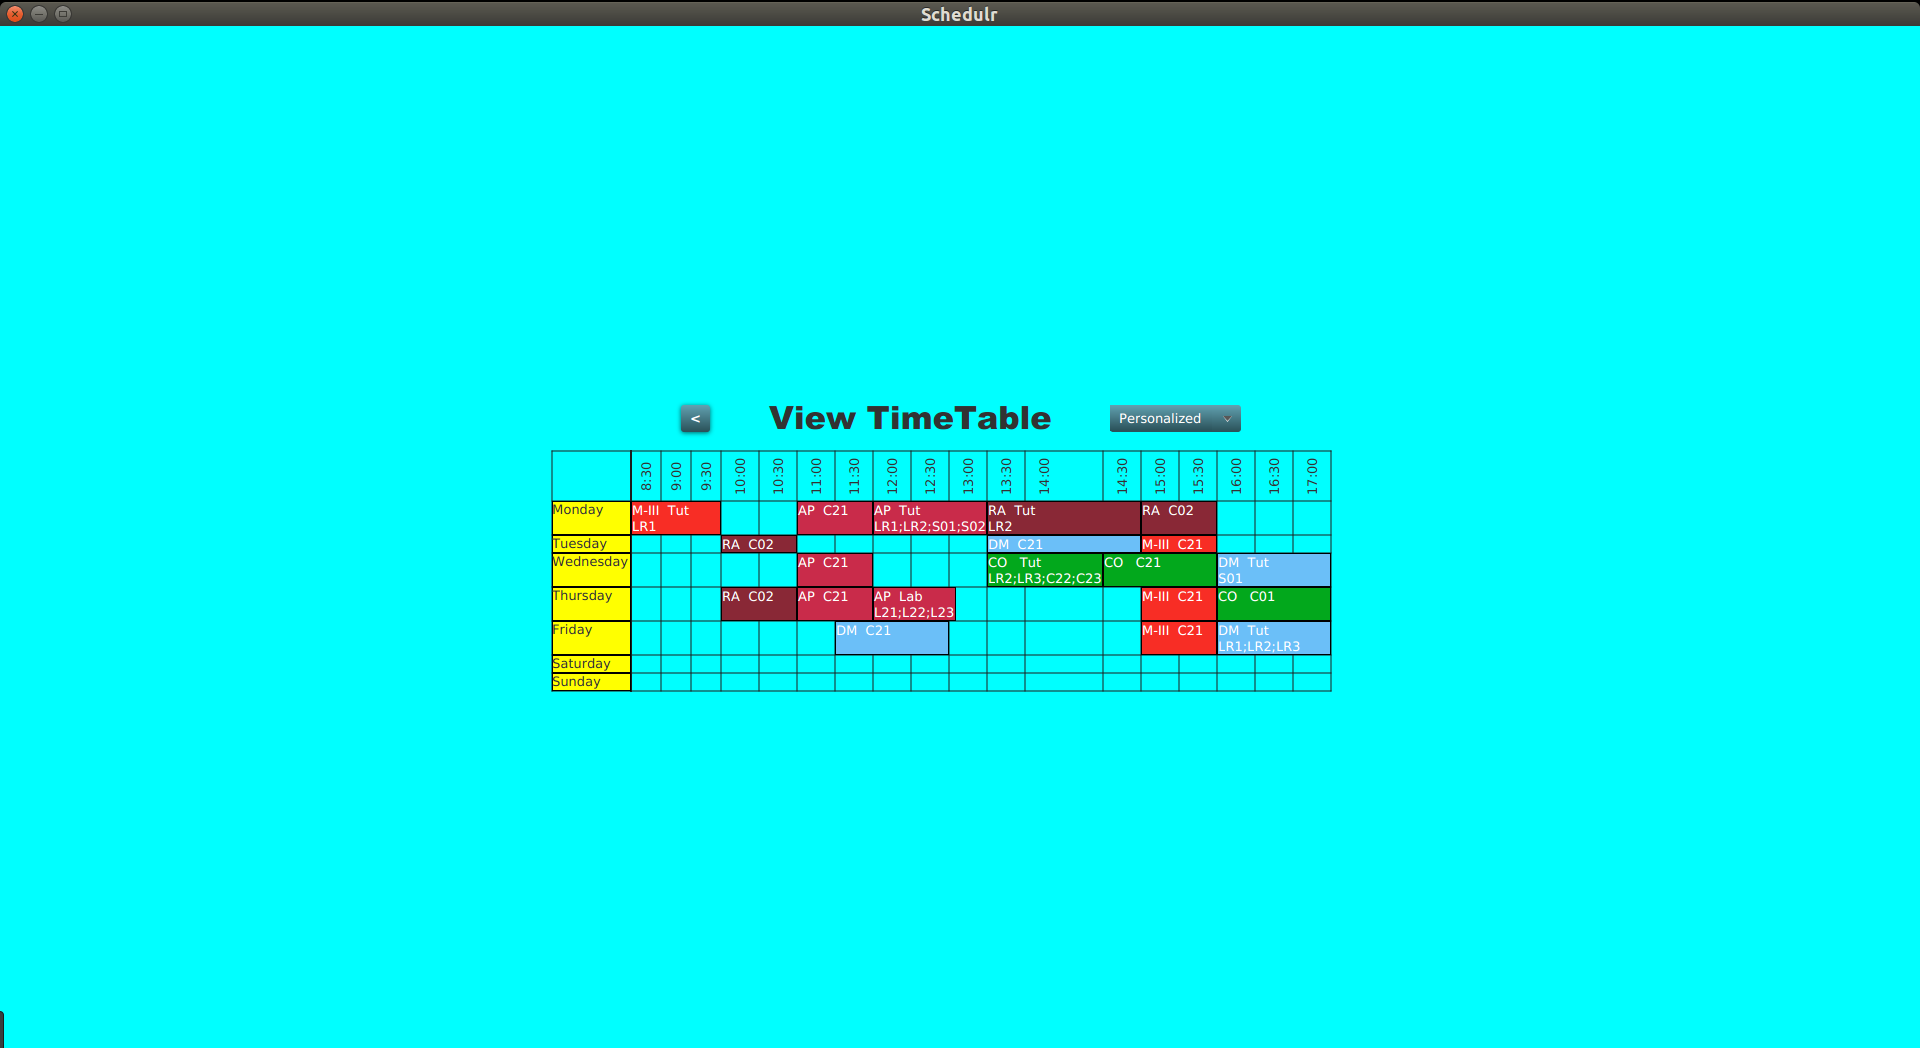 Schedulr
< View TimeTable Personalized
8:30 9:00 9:30 10:00 10:30 11:00 11:30 12:00 12:30 13:00 13:30 14:00 14:30 15:00 15:30 16:00 16:30 17:00
Monday M-III Tut AP C21 AP Tut RA Tut RA C02
LR1 LR1;LR2;S01;S02 LR2
Tuesday RA C02 DM C21 M-III C21
Wednesday AP C21 CO Tut CO C21 DM Tut
LR2;LR3;C22;C23 S01
Thursday RA C02 AP C21 AP Lab M-III C21 CO C01
L21;L22;L23
Friday DM C21 M-III C21 DM Tut
LR1;LR2;LR3
Saturday
Sunday